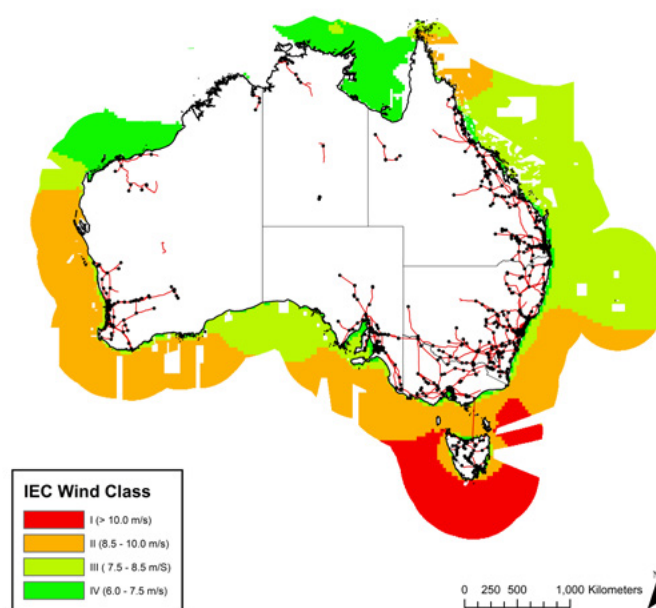 IEC Wind Class
I (> 10.0 m/s)
II (8.5 - 10.0 m/s)
III ( 7.5 - 8.5 m/S)
IV (6.0 - 7.5 m/s)
0 250 500 1,000 Kilometers